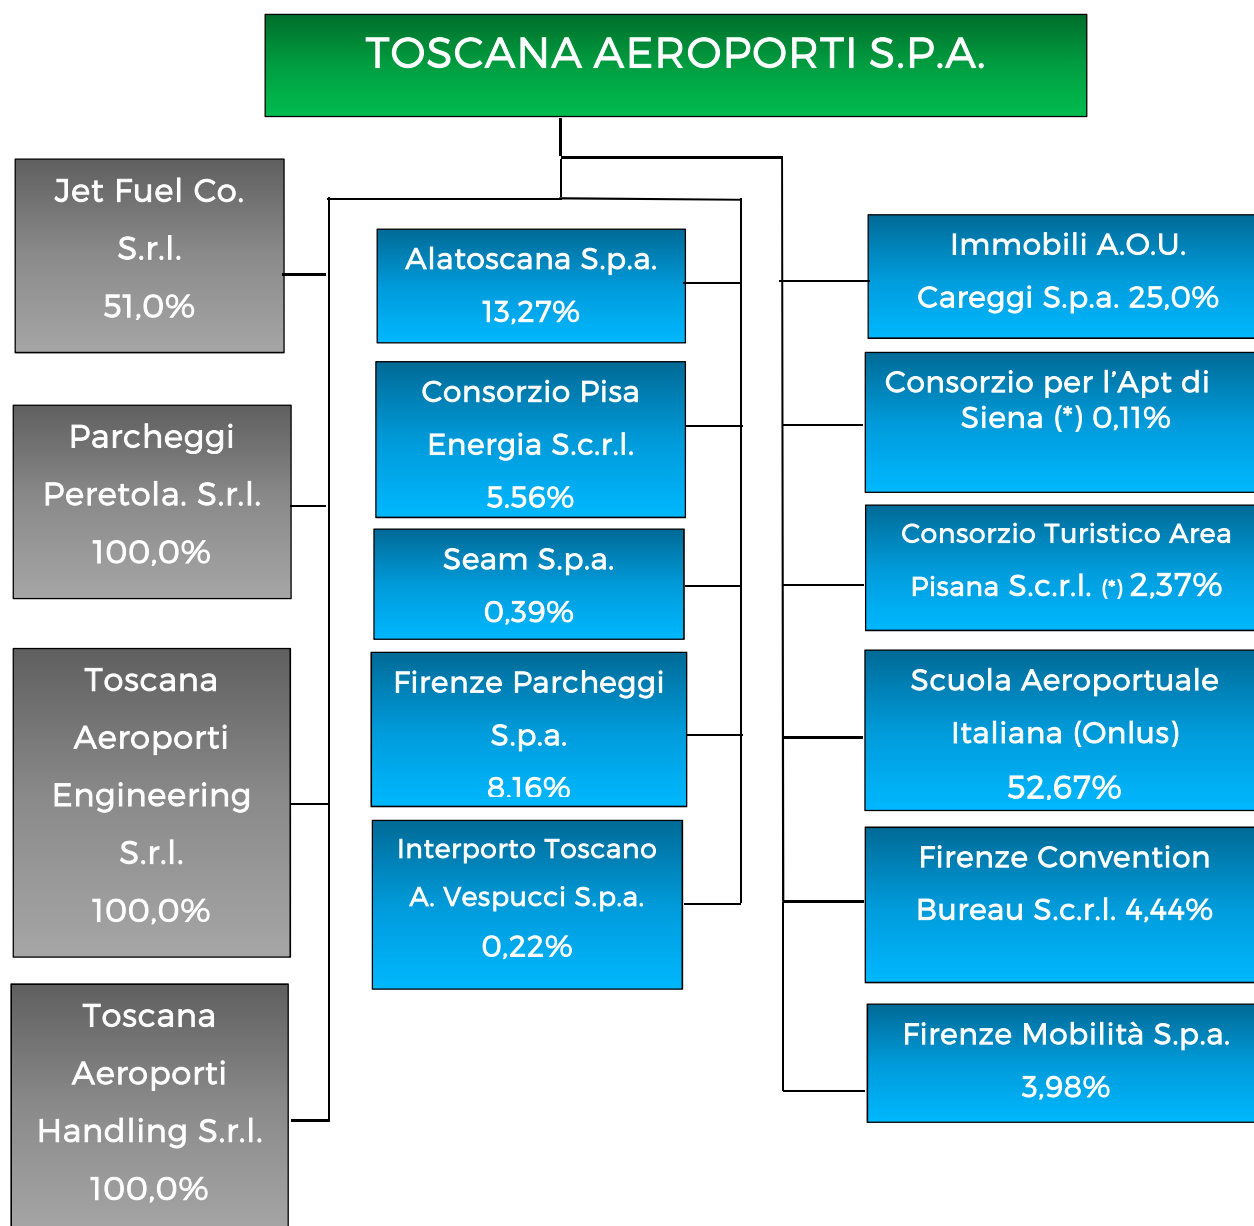 TOSCANA AEROPORTI S.P.A.
Jet Fuel Co.
S.r.l.
51,0%
Parcheggi
Peretola. S.r.l.
100,0%
Toscana
Aeroporti
Engineering
S.r.l.
100,0%
Toscana
Aeroporti
Handling S.r.l.
100,0%
Alatoscana S.p.a.
13,27%
Consorzio Pisa
Energia S.c.r.l.
5.56%
Seam S.p.a.
0,39%
Firenze Parcheggi
S.p.a.
8.16%
Interporto Toscano
A. Vespucci S.p.a.
0,22%
Immobili A.O.U.
Careggi S.p.a. 25,0%
Consorzio per l'Apt di
Siena (*) 0,11%
Consorzio Turistico Area
Pisana S.c.r.l. (*) 2,37%
Scuola Aeroportuale
Italiana (Onlus)
52,67%
Firenze Convention
Bureau S.c.r.l. 4,44%
Firenze Mobilità S.p.a.
3,98%